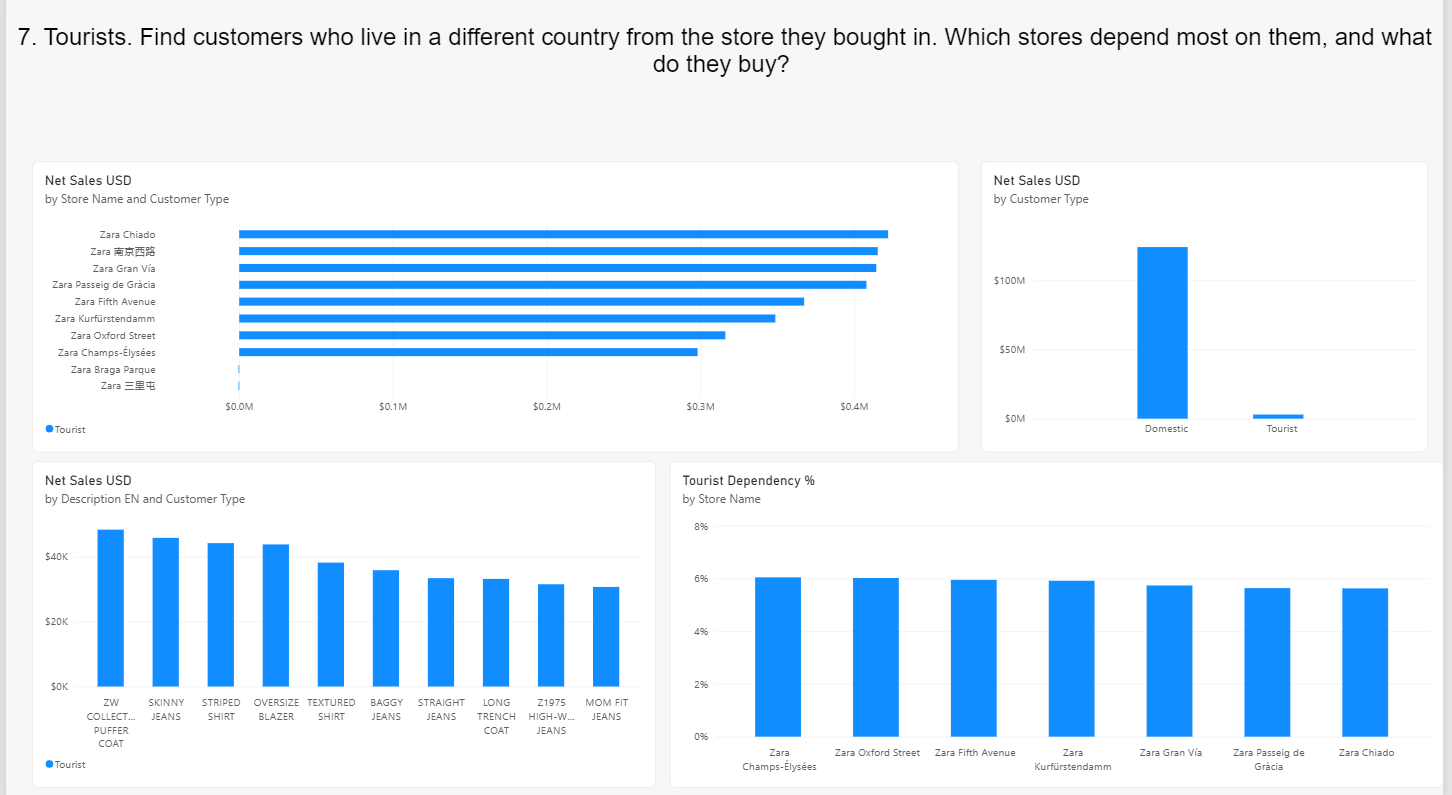 7. Tourists. Find customers who live in a different country from the store they bought in. Which stores depend most on them, and what
do they buy?
Net Sales USD
by Store Name and Customer Type
Zara Chiado
Zara 南京西路
Zara Gran Vía
Zara Passeig de Gràcia
Zara Fifth Avenue
Zara Kurfürstendamm
Zara Oxford Street
Zara Champs-Élysées
Zara Braga Parque
Zara 三里屯
$0.0M $0.1M $0.2M $0.3M $0.4M
Tourist
Net Sales USD
by Customer Type
$100M
$50M
$0M
Domestic Tourist
Net Sales USD
by Description EN and Customer Type
$40K
$20K
$0K
ZW SKINNY STRIPED OVERSIZE TEXTURED BAGGY STRAIGHT LONG Z1975 MOM FIT
COLLECT... JEANS SHIRT BLAZER SHIRT JEANS JEANS TRENCH HIGH-W... JEANS
PUFFER COAT JEANS
COAT
Tourist
Tourist Dependency %
by Store Name
8%
6%
4%
2%
0%
Zara Zara Oxford Street Zara Fifth Avenue Zara Zara Gran Vía Zara Passeig de Zara Chiado
Champs-Élysées Kurfürstendamm Gràcia